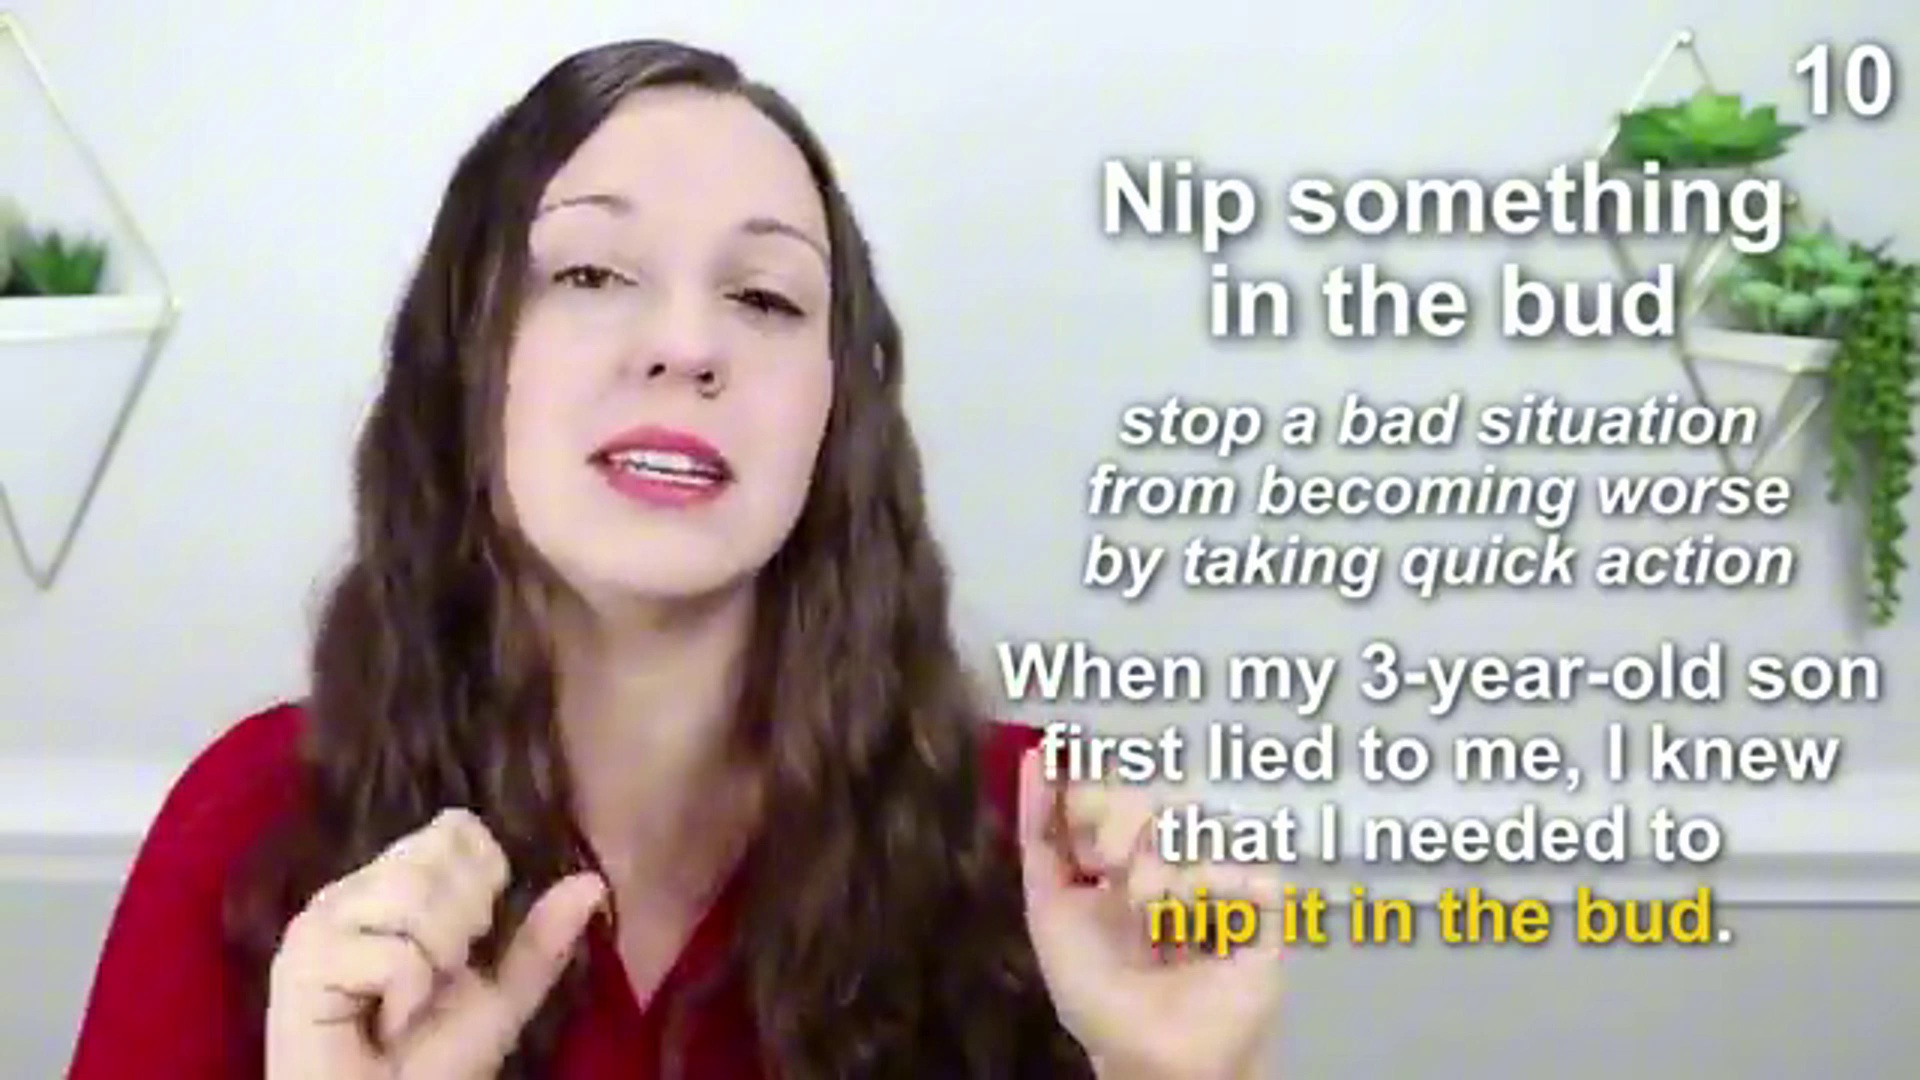 10
Nip something
in the bud
stop a bad situation
from becoming worse
by taking quick action
When my 3-year-old son
first lied to me, I knew
that I needed to
nip it in the bud.